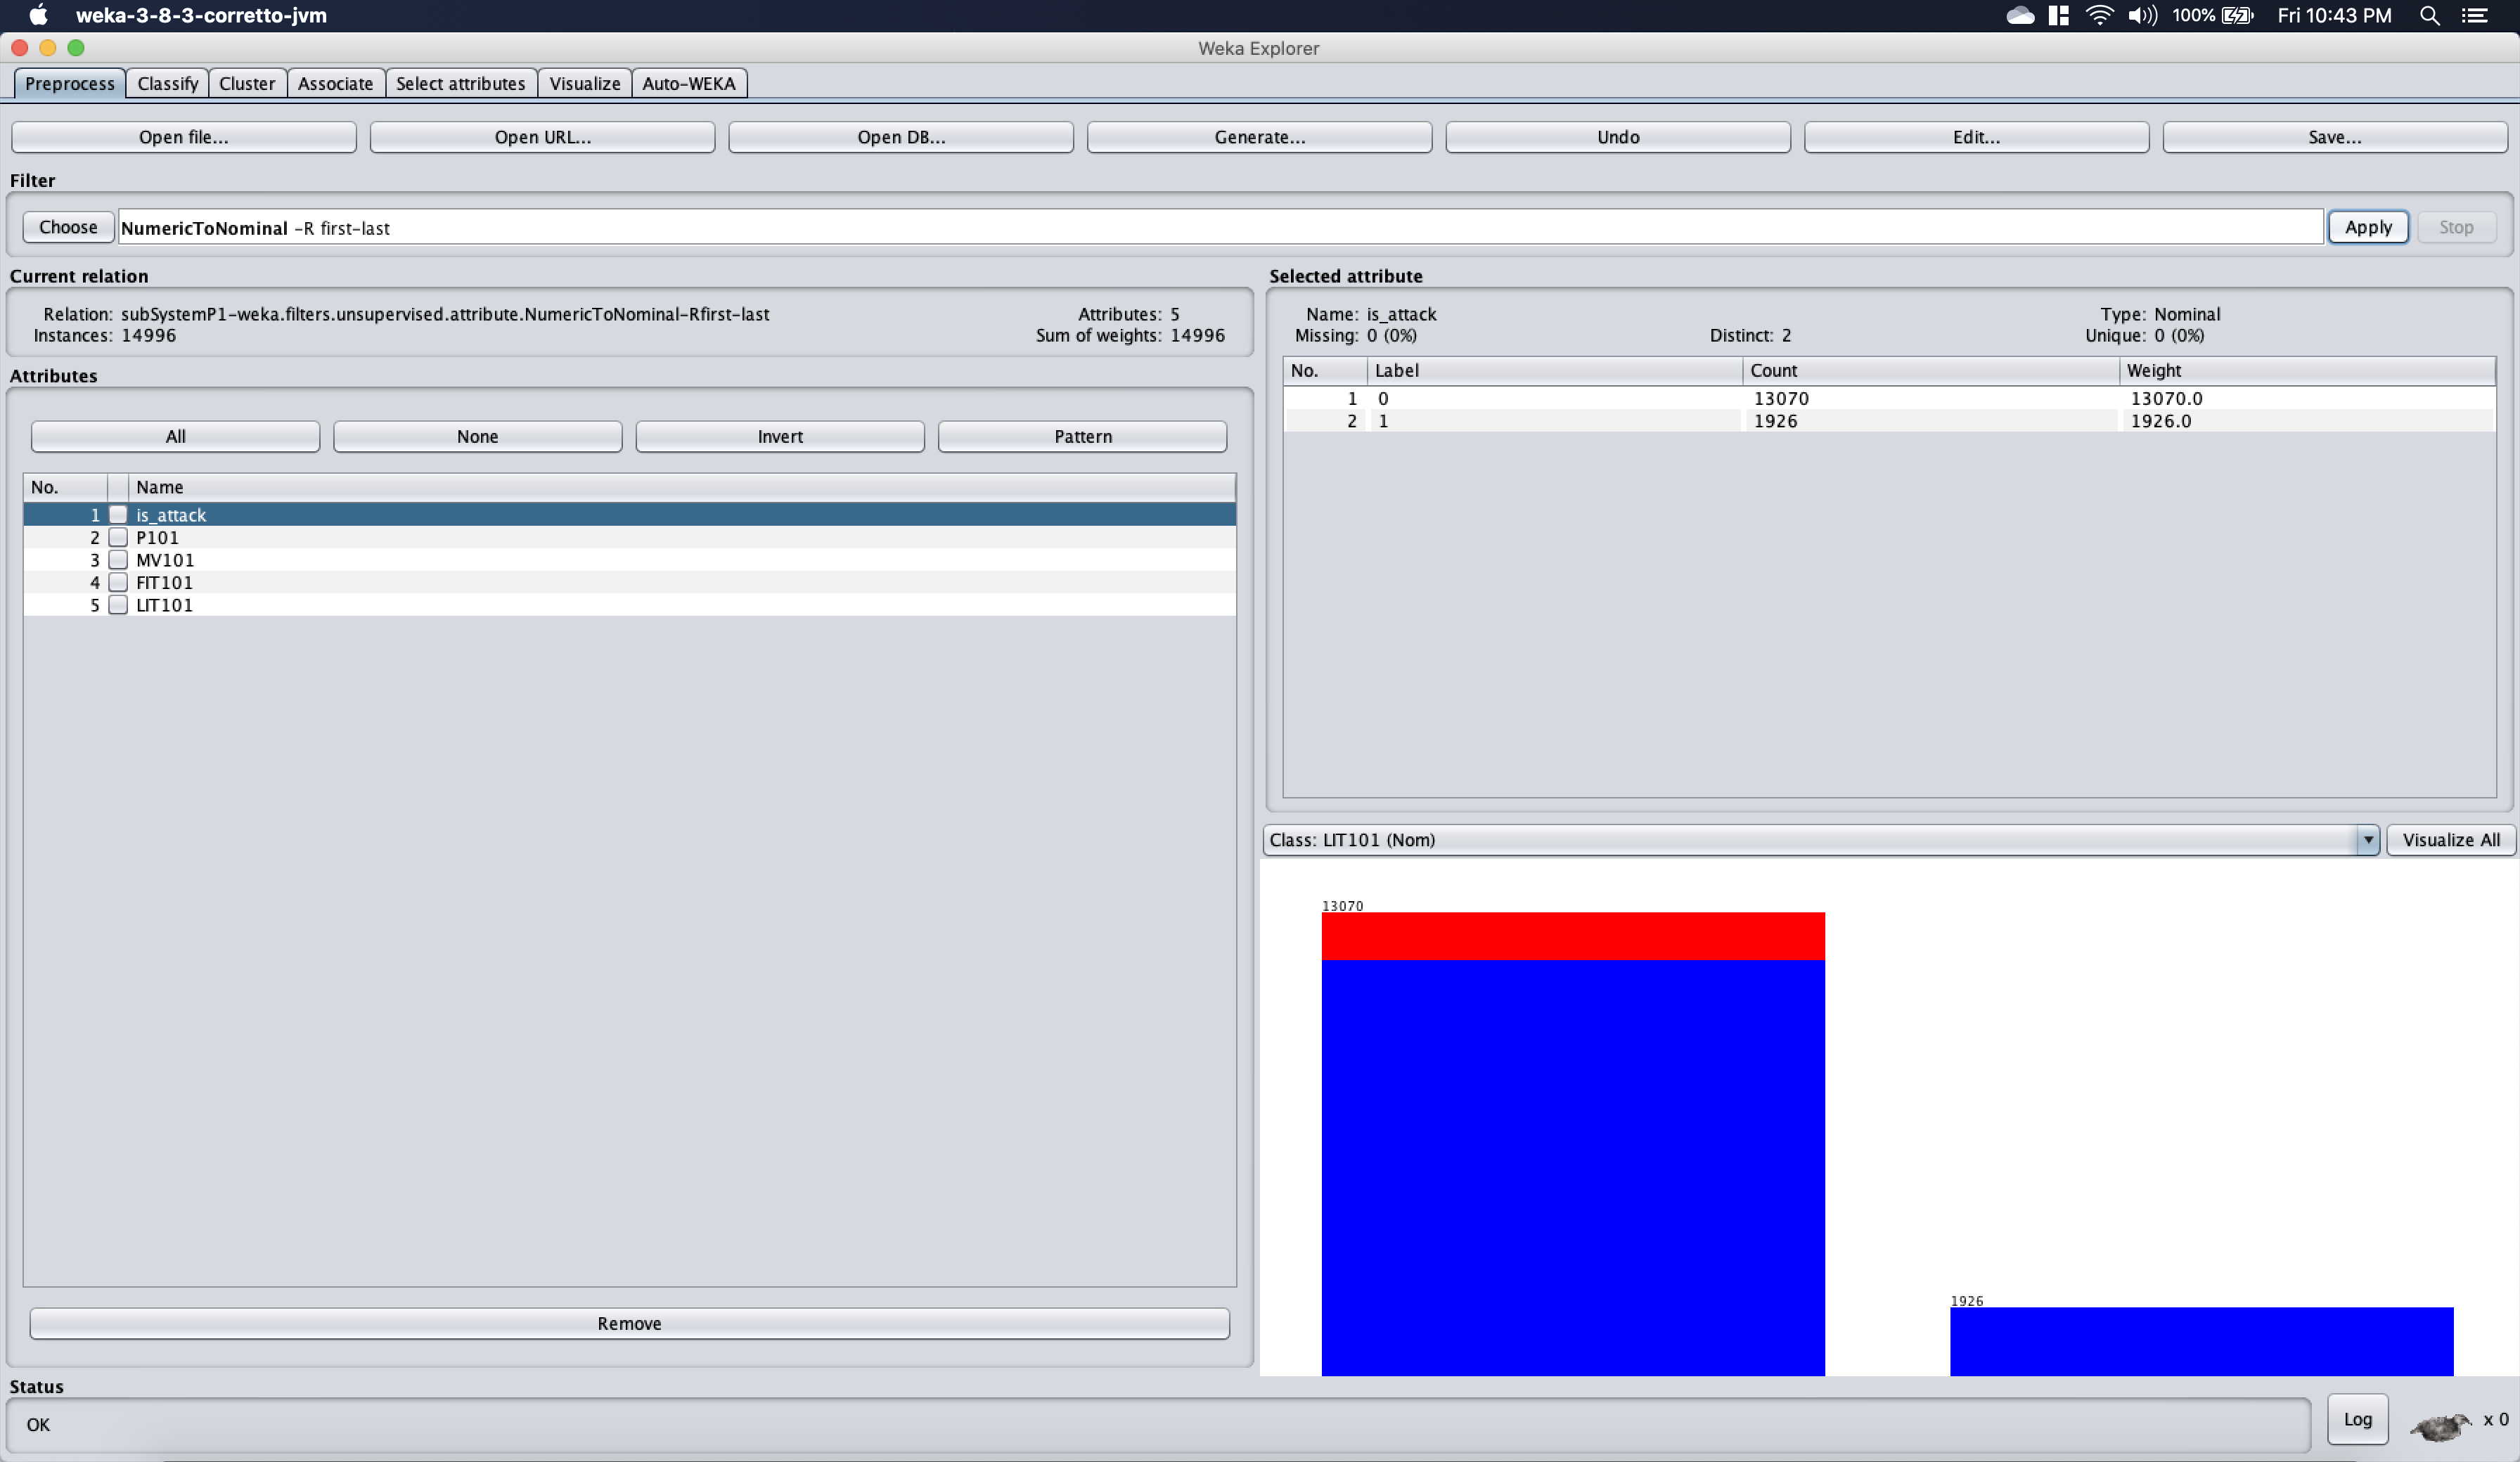 weka-3-8-3-corretto-jvm 100% Fri 10:43 PM
Weka Explorer
Preprocess Classify Cluster Associate Select attributes Visualize Auto-WEKA
Open file... Open URL... Open DB... Generate... Undo Edit... Save...
Filter
Choose NumericToNominal -R first-last Apply Stop
Current relation
Relation: subSystemP1-weka.filters.unsupervised.attribute.NumericToNominal-Rfirst-last Attributes: 5
Instances: 14996 Sum of weights: 14996
Attributes
All None Invert Pattern
No. Name
1 is_attack
2 P101
3 MV101
4 FIT101
5 LIT101
Remove
Selected attribute
Name: is_attack Type: Nominal
Missing: 0 (0%) Distinct: 2 Unique: 0 (0%)
No. Label Count Weight
1 0 13070 13070.0
2 1 1926 1926.0
Class: LIT101 (Nom) Visualize All
13070
1926
Status
OK Log x 0